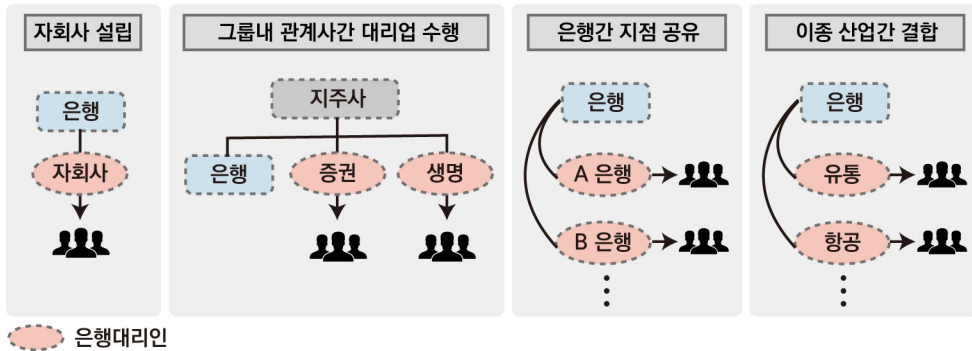 자회사 설립
은행
자회사
그룹내 관계사간 대리업 수행
지주사
은행
증권
생명
은행간 지점 공유
은행
A 은행
B 은행
이종 산업간 결합
은행
유통
항공
은행대리인